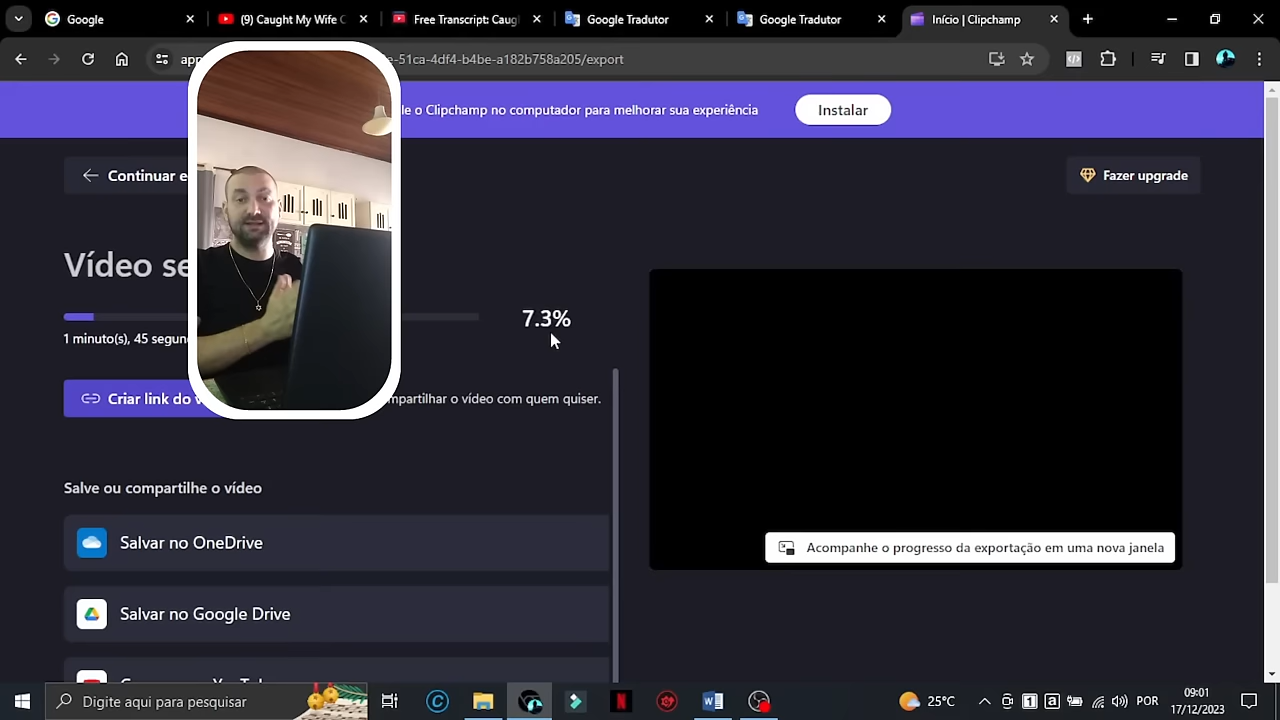 Google
(9) Caught My Wife C
Free Transcript: Caug
Google Tradutor
Google Tradutor
Início | Clipchamp
app
e-51ca-4df4-b4be-a182b758a205/export
le o Clipchamp no computador para melhorar sua experiência
Instalar
Continuar e
Fazer upgrade
Vídeo se
7.3%
1 minuto(s), 45 segun
Criar link do v
mpartilhar o vídeo com quem quiser.
Salve ou compartilhe o vídeo
Salvar no OneDrive
Acompanhe o progresso da exportação em uma nova janela
Salvar no Google Drive
Digite aqui para pesquisar
25°C
POR
09:01
17/12/2023